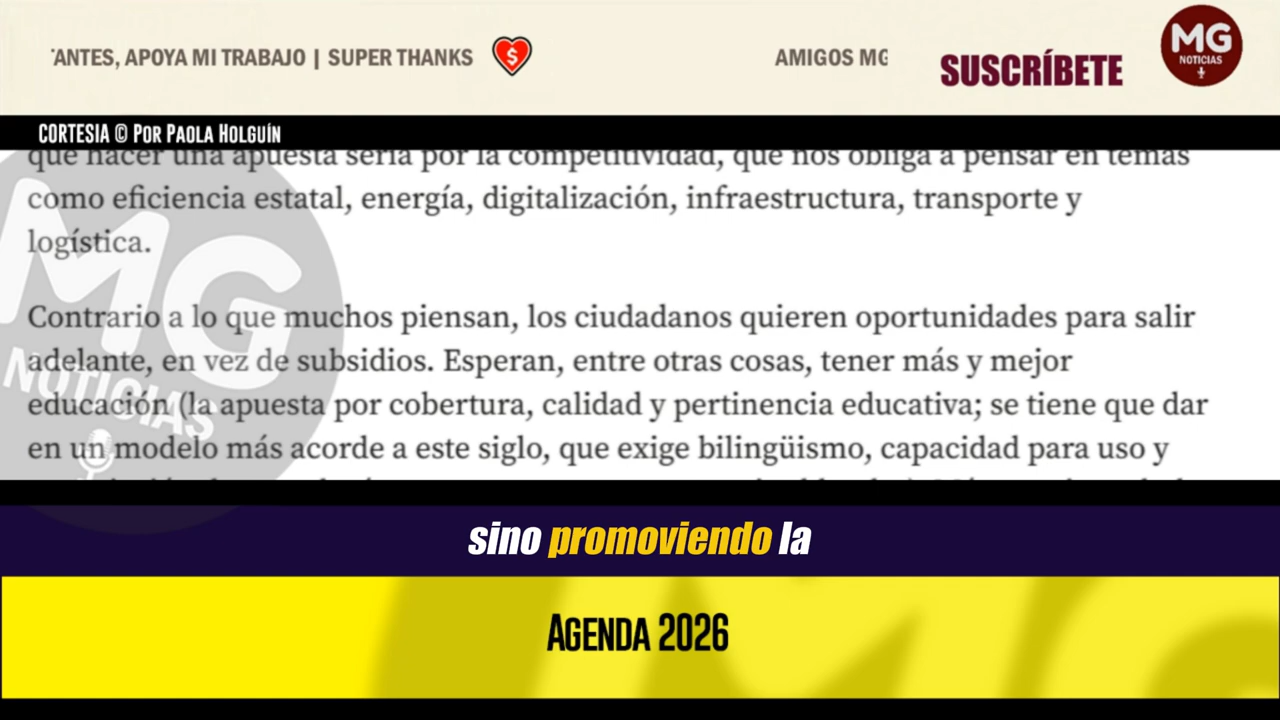 TANTES, APOYA MI TRABAJO | SUPER THANKS
AMIGOS MG
SUSCRÍBETE
MG
NOTICIAS
CORTESIA © POR PAOLA HOLGUÍN
que hacer una apuesta seria por la competitividad, que nos obliga a pensar en temas
como eficiencia estatal, energía, digitalización, infraestructura, transporte y
logística.
Contrario a lo que muchos piensan, los ciudadanos quieren oportunidades para salir
adelante, en vez de subsidios. Esperan, entre otras cosas, tener más y mejor
educación (la apuesta por cobertura, calidad y pertinencia educativa; se tiene que dar
en un modelo más acorde a este siglo, que exige bilingüismo, capacidad para uso y
MG
NOTICIAS
sino promoviendo la
AGENDA 2026